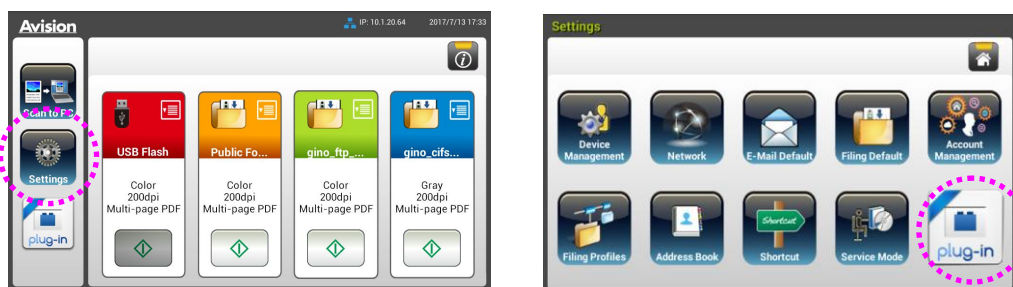 Avision
IP: 10.1.20.64 2017/7/13 17:33
Scan to PC
Settings
plug-in
USB Flash
Color
200dpi
Multi-page PDF
Public Fo...
Color
200dpi
Multi-page PDF
gino_ftp_...
Color
200dpi
Multi-page PDF
gino_cifs...
Gray
200dpi
Multi-page PDF
Settings
Device
Management
Network
E-Mail Default
Filing Default
Account
Management
Filing Profiles
Address Book
Shortcut
Shortcut
Service Mode
plug-in